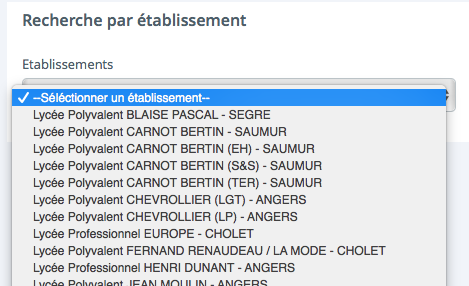 Recherche par établissement
Etablissements
✓ --Séléctionner un établissement--
Lycée Polyvalent BLAISE PASCAL - SEGRE
Lycée Polyvalent CARNOT BERTIN - SAUMUR
Lycée Polyvalent CARNOT BERTIN (EH) - SAUMUR
Lycée Polyvalent CARNOT BERTIN (S&S) - SAUMUR
Lycée Polyvalent CARNOT BERTIN (TER) - SAUMUR
Lycée Polyvalent CHEVROLLIER (LGT) - ANGERS
Lycée Polyvalent CHEVROLLIER (LP) - ANGERS
Lycée Professionnel EUROPE - CHOLET
Lycée Polyvalent FERNAND RENAUDEAU / LA MODE - CHOLET
Lycée Professionnel HENRI DUNANT - ANGERS
Lycée Polyvalent JEAN MOULIN - ANGERS